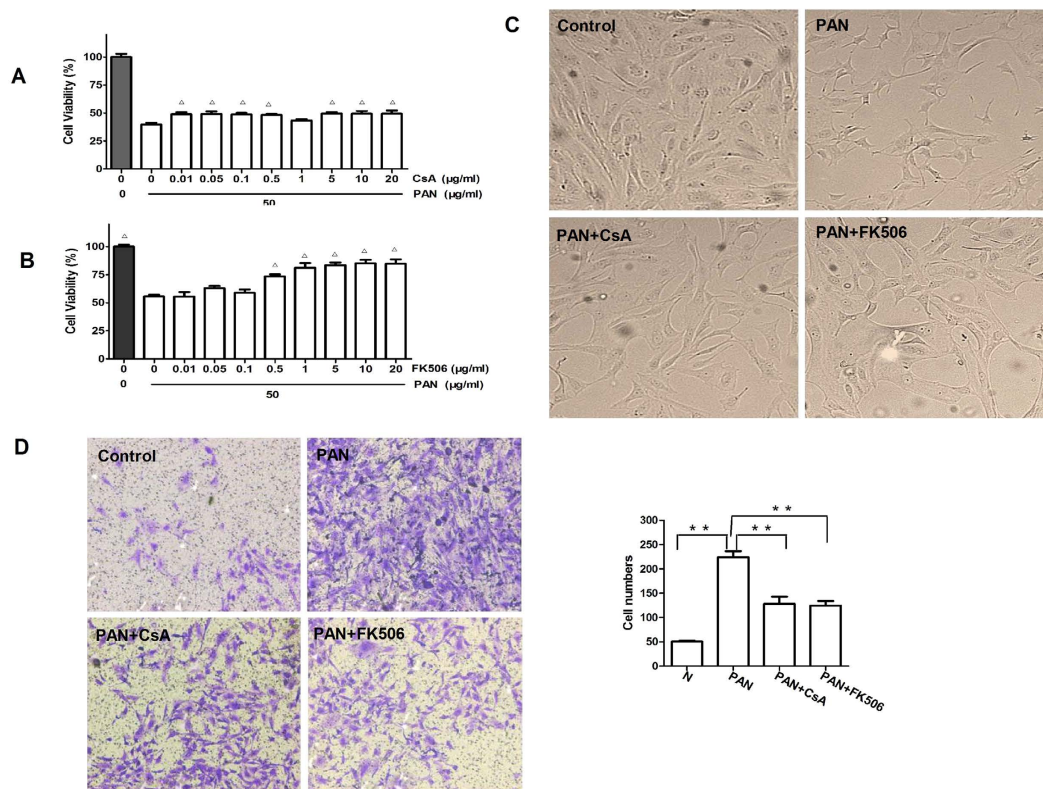 A
Cell Viability (%)
100
75
50
25
0
△ △ △ △ △ △ △
0 0 0.01 0.05 0.1 0.5 1 5 10 20 CsA (µg/ml)
0 PAN (µg/ml)
50
B
Cell Viability (%)
100
75
50
25
0
△ △ △ △ △ △
0 0 0.01 0.05 0.1 0.5 1 5 10 20 FK506 (µg/ml)
0 PAN (µg/ml)
50
C
Control PAN
PAN+CsA PAN+FK506
D
Control PAN
PAN+CsA PAN+FK506
Cell numbers
300
250
200
150
100
50
0
* *
* * * *
N PAN PAN+CsA PAN+FK506